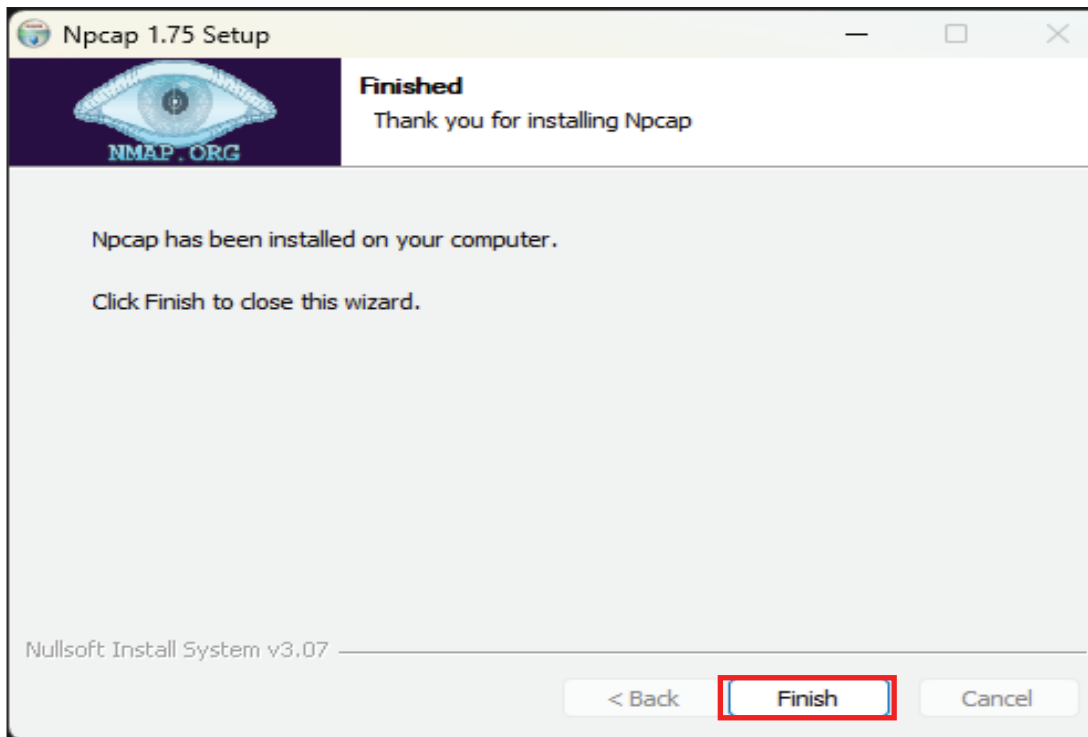 Npcap 1.75 Setup
NMAP.ORG
Finished
Thank you for installing Npcap
Npcap has been installed on your computer.
Click Finish to close this wizard.
Nullsoft Install System v3.07
< Back
Finish
Cancel